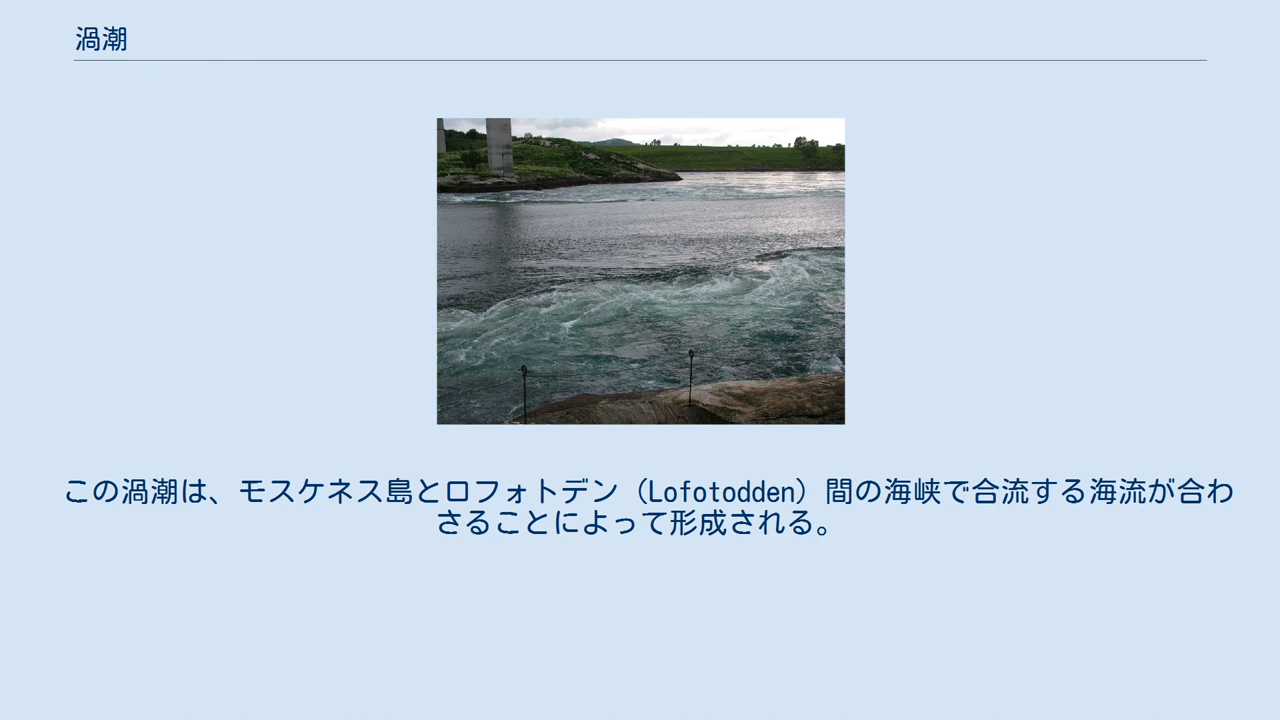 渦潮
この渦潮は、モスケネス島とロフォトデン（Lofotodden）間の海峡で合流する海流が合わ
さることによって形成される。